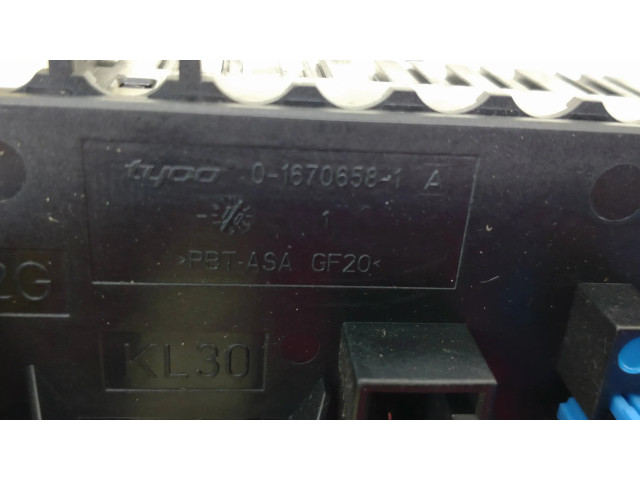 tyco 0-1670658-1 A
1
>PBT-ASA GF20<
2G
KL30